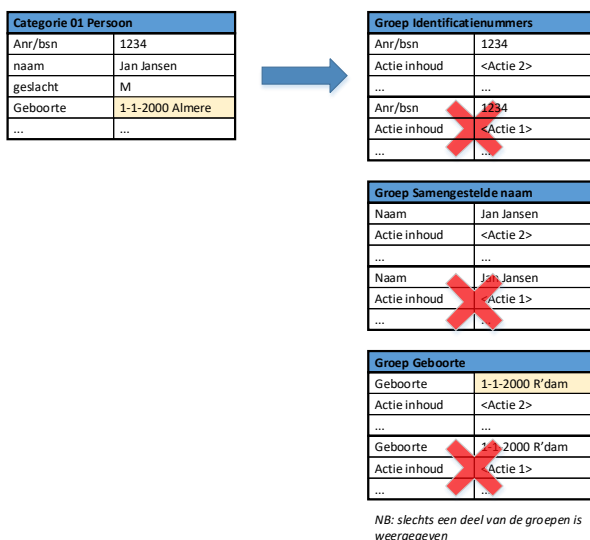 Categorie 01 Persoon
Anr/bsn 1234
naam Jan Jansen
geslacht M
Geboorte 1-1-2000 Almere
... ...
Groep Identificatienummers
Anr/bsn 1234
Actie inhoud <Actie 2>
... ...
Anr/bsn 1234
Actie inhoud <Actie 1>
... ...
Groep Samengestelde naam
Naam Jan Jansen
Actie inhoud <Actie 2>
... ...
Naam Jan Jansen
Actie inhoud <Actie 1>
... ...
Groep Geboorte
Geboorte 1-1-2000 R’dam
Actie inhoud <Actie 2>
... ...
Geboorte 1-1-2000 R’dam
Actie inhoud <Actie 1>
... ...
NB: slechts een deel van de groepen is
weergegeven